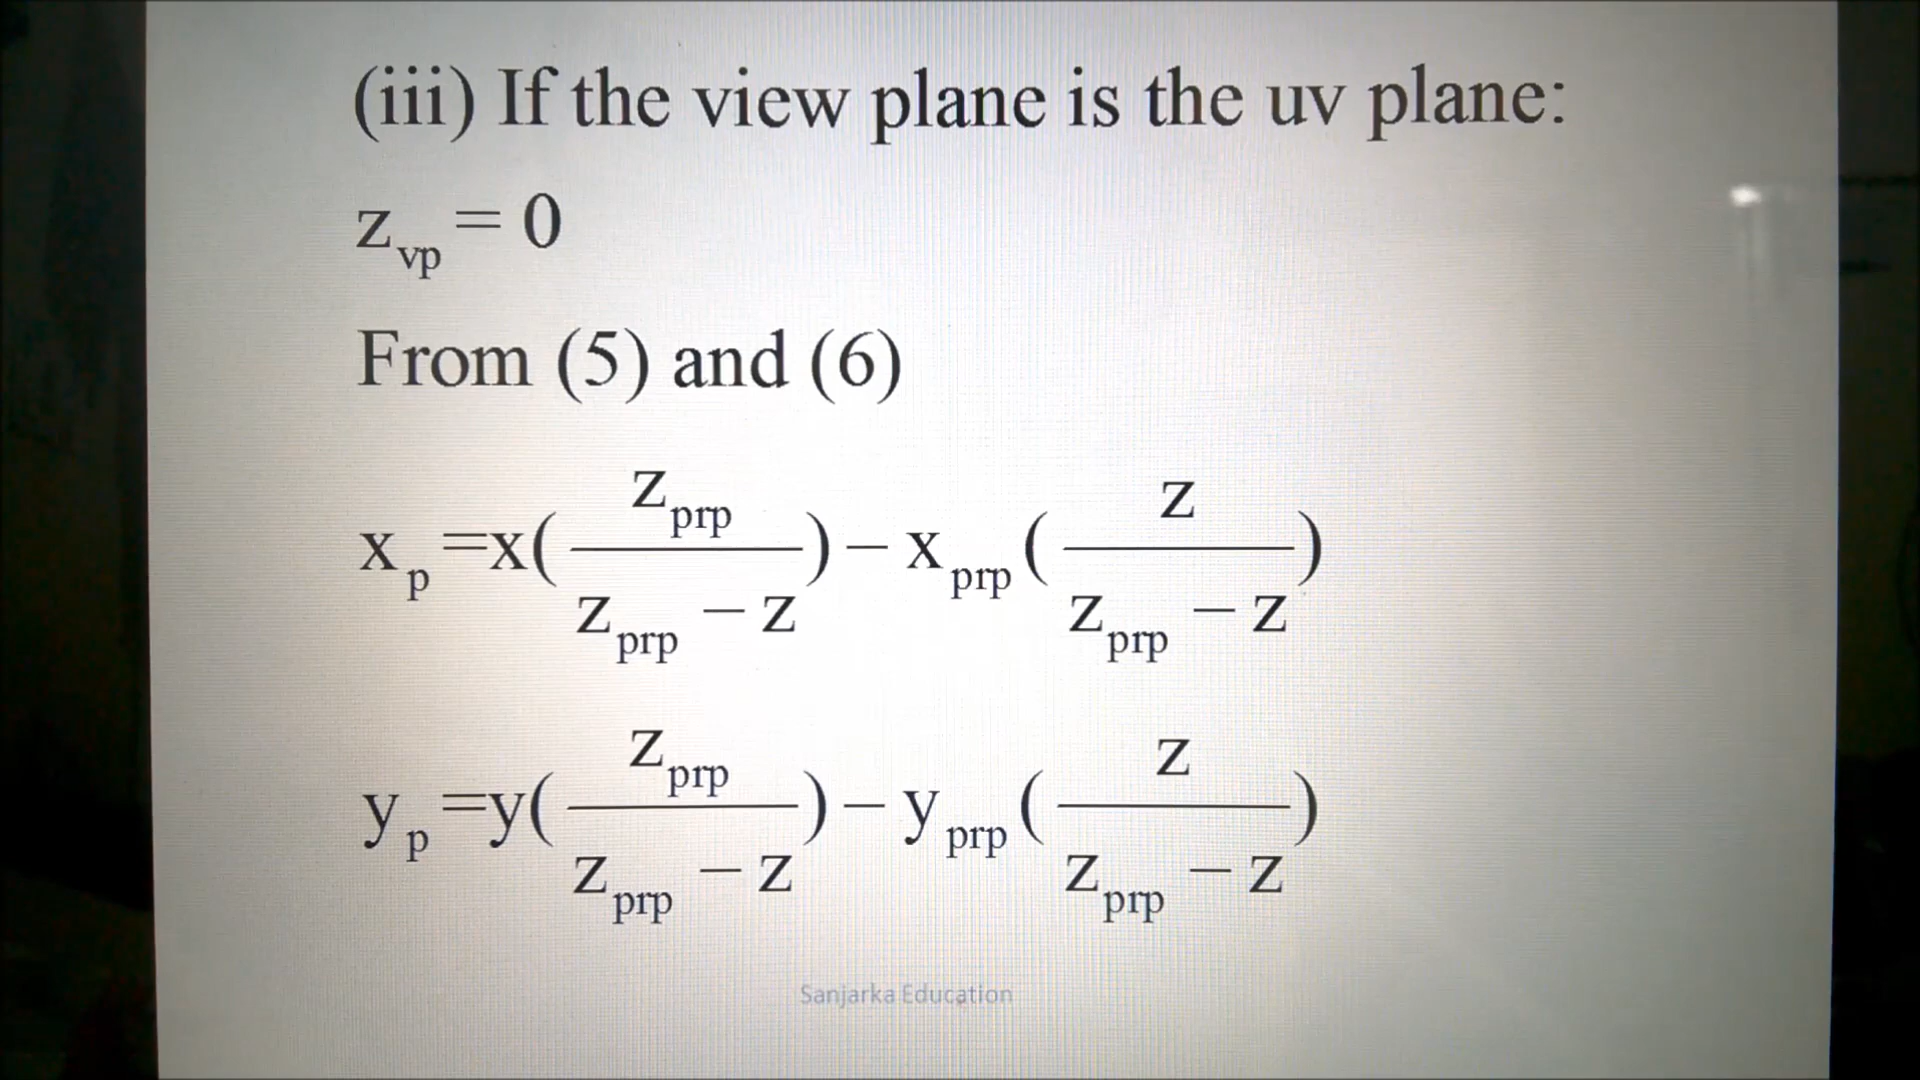 (iii) If the view plane is the uv plane:
z_vp = 0
From (5) and (6)
x_p =x( z_prp / (z_prp − z) ) − x_prp ( z / (z_prp − z) )
y_p =y( z_prp / (z_prp − z) ) − y_prp ( z / (z_prp − z) )
Sanjarka Education